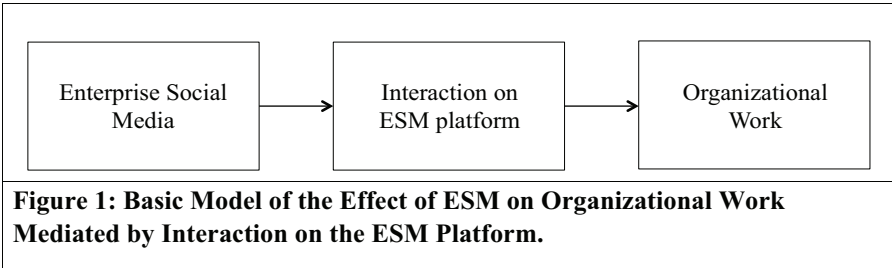 Enterprise Social
Media
Interaction on
ESM platform
Organizational
Work
Figure 1: Basic Model of the Effect of ESM on Organizational Work
Mediated by Interaction on the ESM Platform.